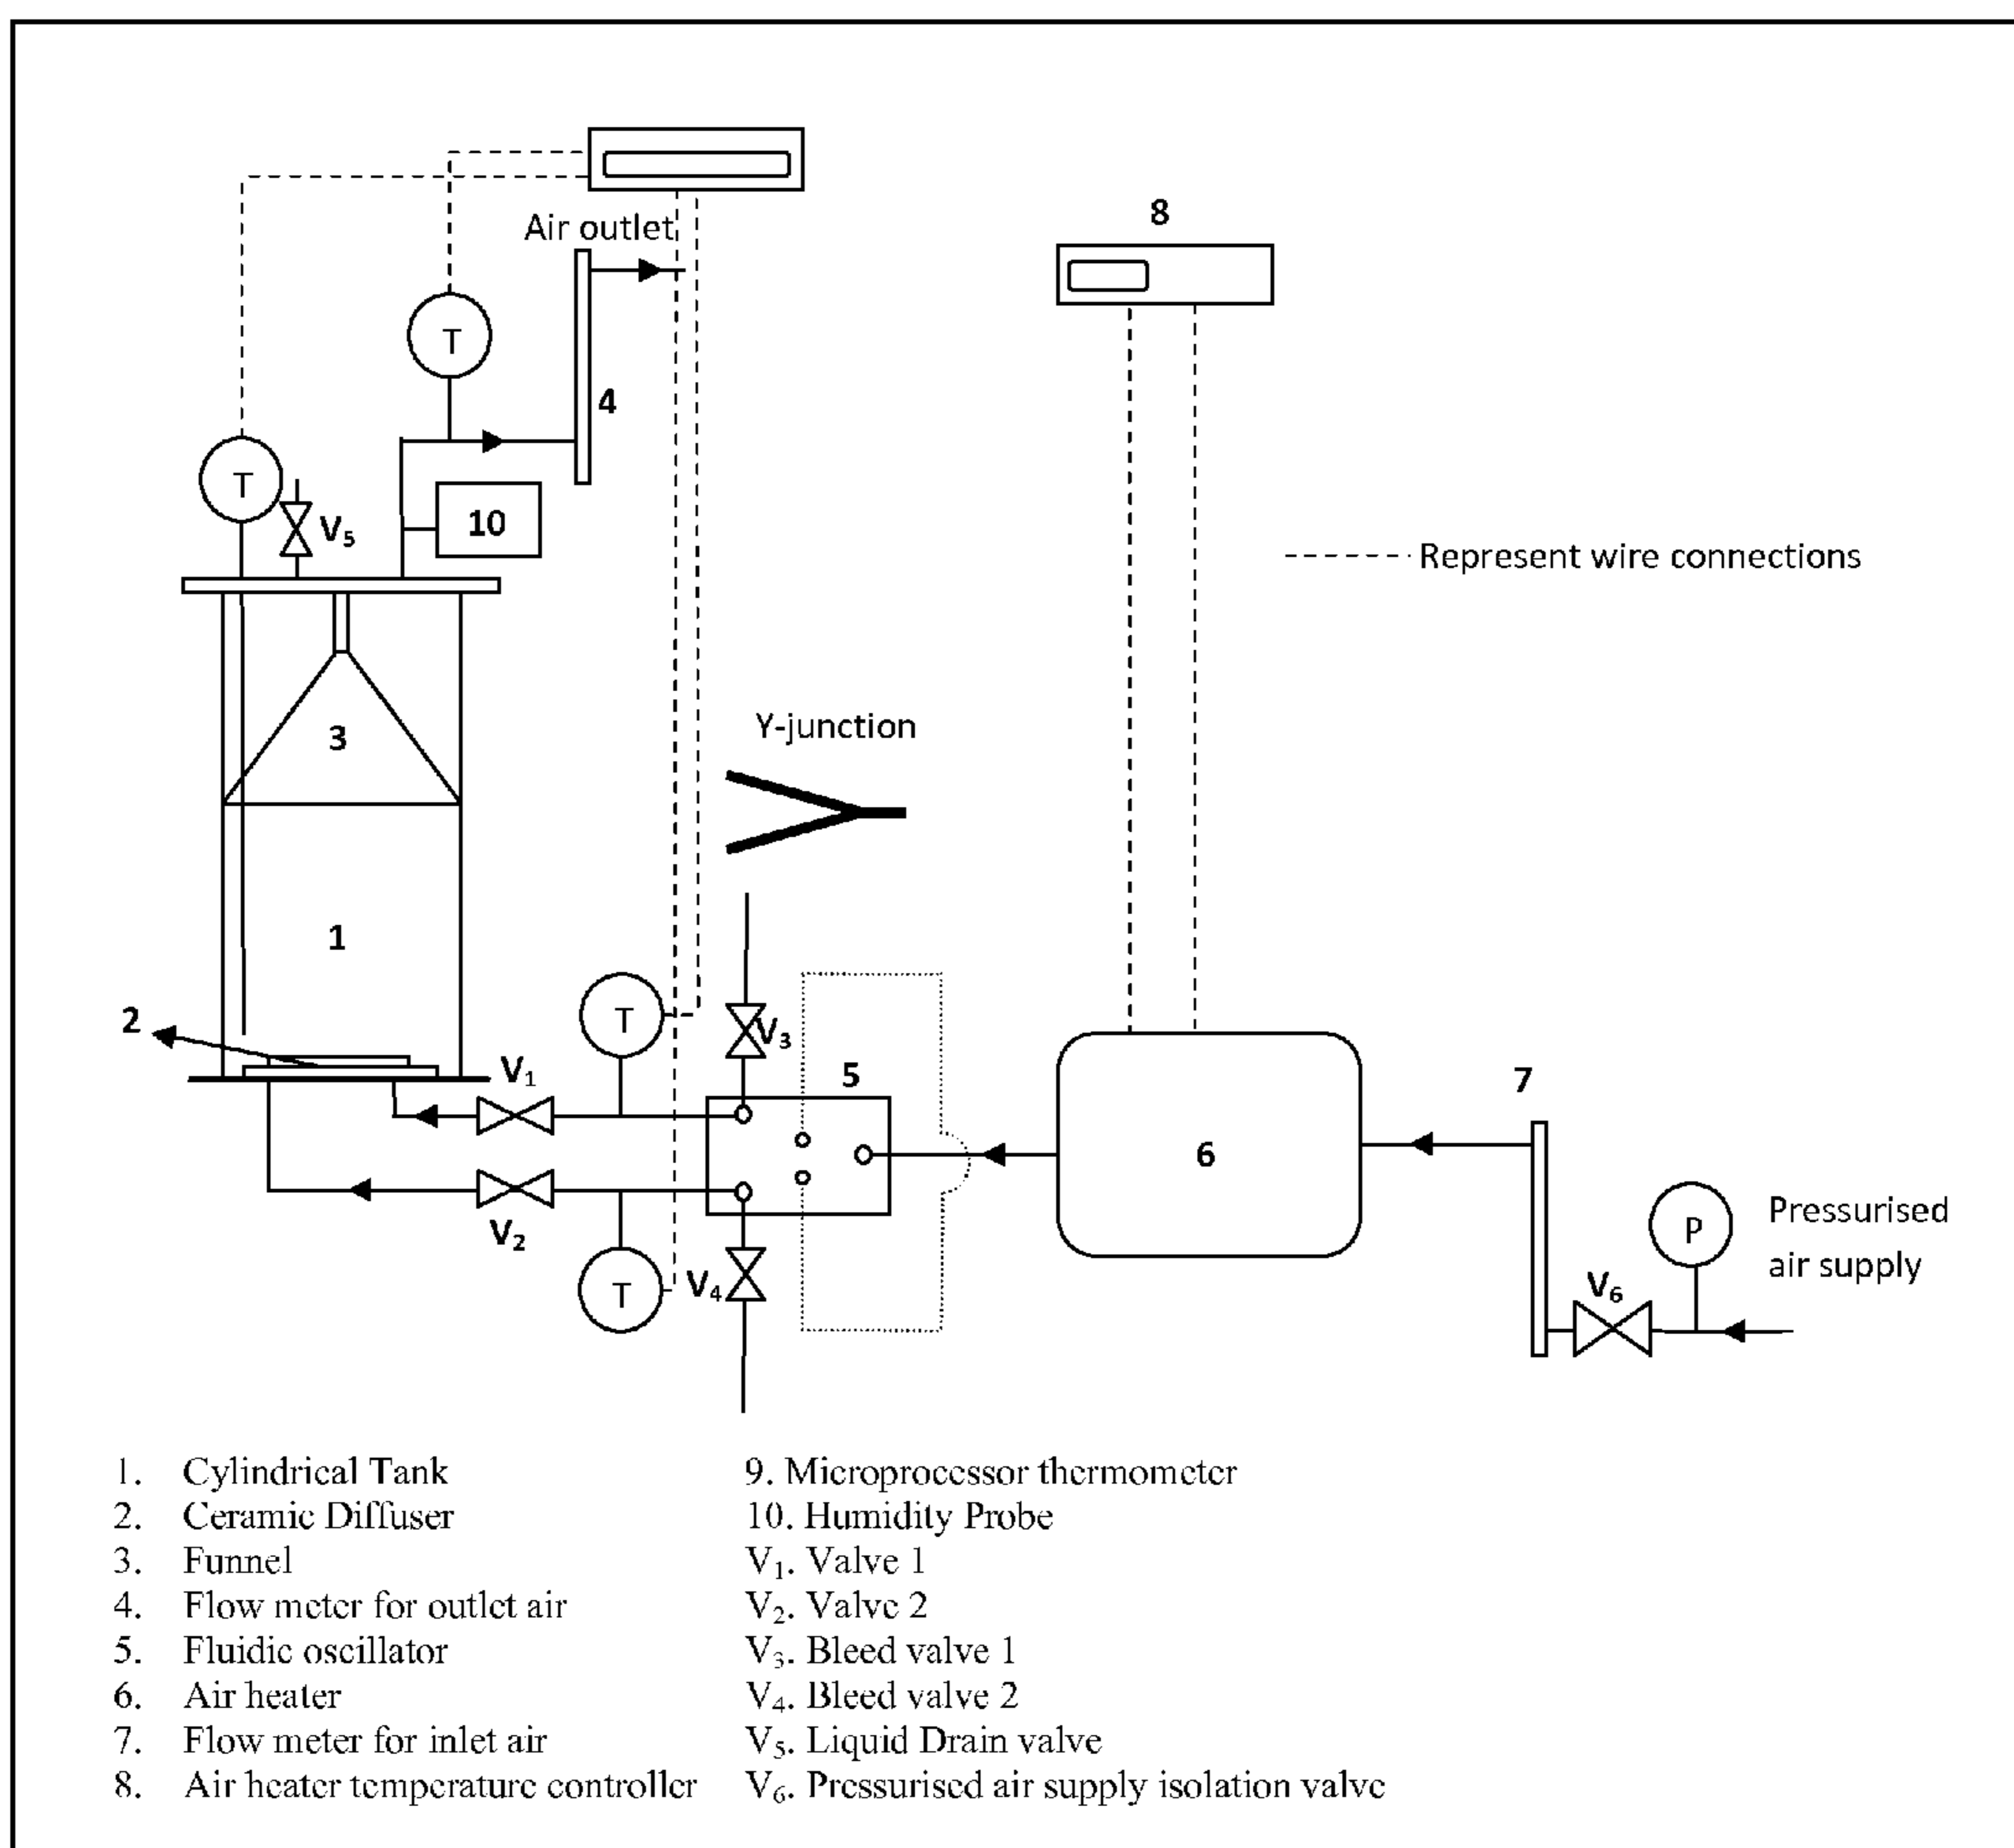 8
Air outlet
T
4
T
V₅
10
Represent wire connections
3
Y-junction
1
2
T
V₃
V₁
5
7
6
V₂
T
V₄
P
Pressurised
air supply
V₆
1. Cylindrical Tank
2. Ceramic Diffuser
3. Funnel
4. Flow meter for outlet air
5. Fluidic oscillator
6. Air heater
7. Flow meter for inlet air
8. Air heater temperature controller
9. Microprocessor thermometer
10. Humidity Probe
V₁. Valve 1
V₂. Valve 2
V₃. Bleed valve 1
V₄. Bleed valve 2
V₅. Liquid Drain valve
V₆. Pressurised air supply isolation valve